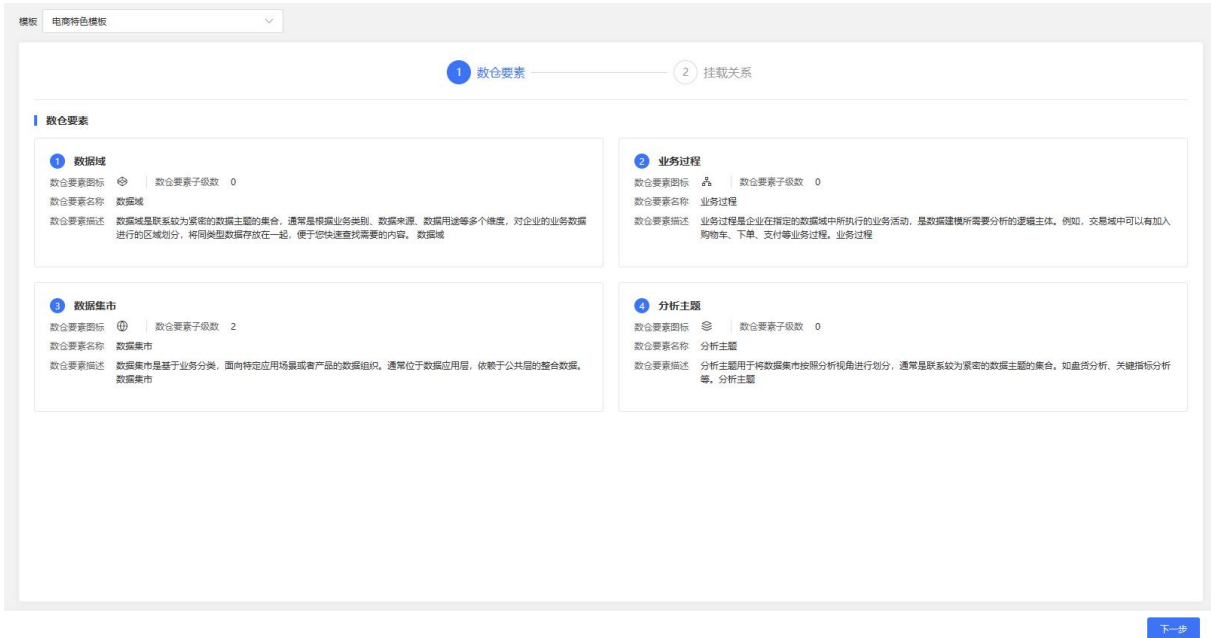 模板 电商特色模板
1 数仓要素 2 挂载关系
数仓要素
1 数据域
数仓要素图标 数仓要素子级数 0
数仓要素名称 数据域
数仓要素描述 数据域是联系较为紧密的数据主题的集合，通常是根据业务类别、数据来源、数据用途等多个维度，对企业的业务数据
进行的区域划分，将同类型数据存放在一起，便于您快速查找需要的内容。 数据域
2 业务过程
数仓要素图标 数仓要素子级数 0
数仓要素名称 业务过程
数仓要素描述 业务过程是企业在指定的数据域中所执行的业务活动，是数据建模所需要分析的逻辑主体。例如，交易域中可以有加入
购物车、下单、支付等业务过程。业务过程
3 数据集市
数仓要素图标 数仓要素子级数 2
数仓要素名称 数据集市
数仓要素描述 数据集市是基于业务分类，面向特定应用场景或者产品的数据组织。通常位于数据应用层，依赖于公共层的整合数据。
数据集市
4 分析主题
数仓要素图标 数仓要素子级数 0
数仓要素名称 分析主题
数仓要素描述 分析主题用于将数据集市按照分析视角进行划分，通常是联系较为紧密的数据主题的集合。如盘货分析、关键指标分析
等。分析主题
下一步